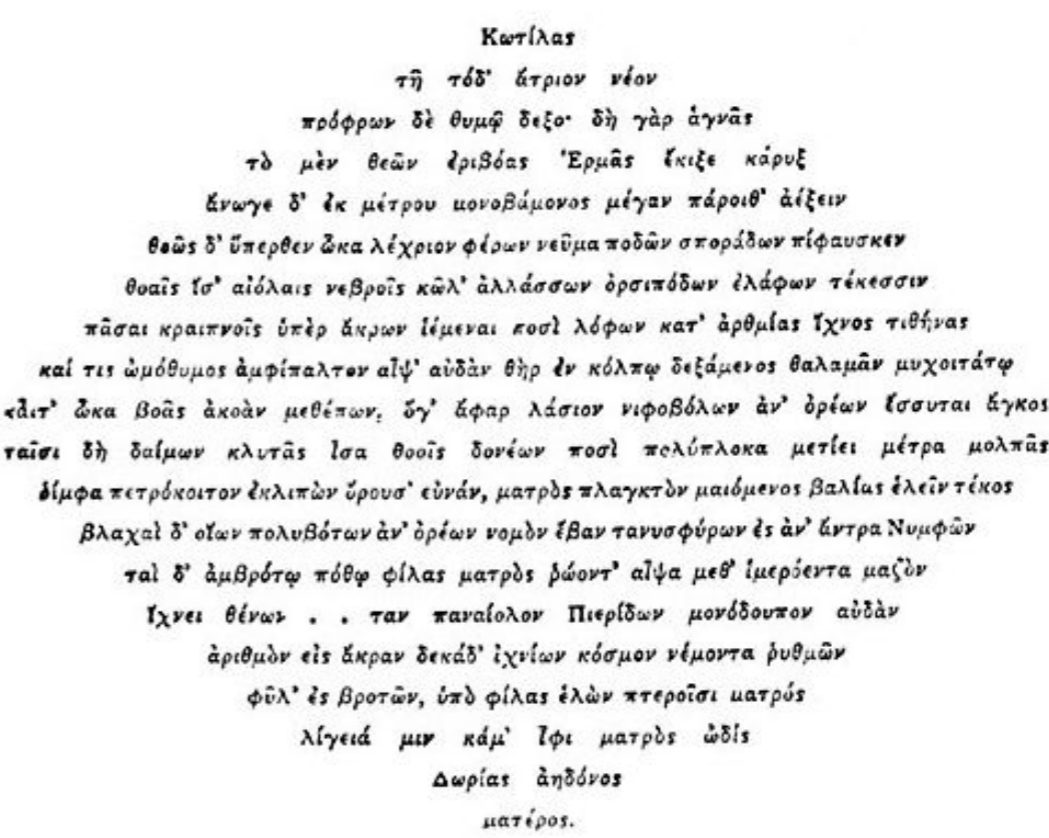 Κωτίλας
τῆ τόδ' ἄτριον νέον
πρόφρων δὲ θυμῷ δεξο· δὴ γὰρ ἁγνᾶς
τὸ μὲν θεῶν ἐριβόας Ἑρμᾶς ἔκιξε κάρυξ
ἄνωγε δ' ἐκ μέτρου μονοβάμονος μέγαν πάροιθ' ἀέξειν
θοῶς δ' ὕπερθεν ὦκα λέχριον φέρων νεῦμα ποδῶν σποράδων πίφαυσκεν
θοαῖς ἴσ' αἰόλαις νεβροῖς κῶλ' ἀλλάσσων ὀρσιπόδων ἐλάφων τέκεσσιν
πᾶσαι κραιπνοῖς ὑπὲρ ἄκρων ἱέμεναι ποσὶ λόφων κατ' ἀρθμίας ἴχνος τιθήνας
καί τις ὠμόθυμος ἀμφίπαλτον αἶψ' αὐδὰν θὴρ ἐν κόλπῳ δεξάμενος θαλαμᾶν μυχοιτάτῳ
κᾆιτ' ὦκα βοᾶς ἀκοὰν μεθέπων, ὅγ' ἄφαρ λάσιον νιφοβόλων ἀν' ὀρέων ἔσσυται ἄγκος
ταῖσι δὴ δαίμων κλυτᾶς ἶσα θοοῖς δονέων ποσὶ πολύπλοκα μετίει μέτρα μολπᾶς
ῥίμφα πετρόκοιτον ἐκλιπὼν ὄρουσ' εὐνάν, ματρὸς πλαγκτὸν μαιόμενος βαλίας ἑλεῖν τέκος
βλαχαὶ δ' οἴων πολυβότων ἀν' ὀρέων νομὸν ἔβαν τανυσφύρων ἐς ἀν' ἄντρα Νυμφῶν
ταὶ δ' ἀμβρότῳ πόθῳ φίλας ματρὸς ῥώοντ' αἶψα μεθ' ἱμερόεντα μαζὸν
ἴχνει θένων . . ταν παναίολον Πιερίδων μονόδουπον αὐδὰν
ἀριθμὸν εἰς ἄκραν δεκάδ' ἰχνίων κόσμον νέμοντα ῥυθμῶν
φῦλ' ἐς βροτῶν, ὑπὸ φίλας ἑλὼν πτεροῖσι ματρός
λίγειά μιν κάμ' ἶφι ματρὸς ὠδίς
Δωρίας ἀηδόνος
ματέρος.